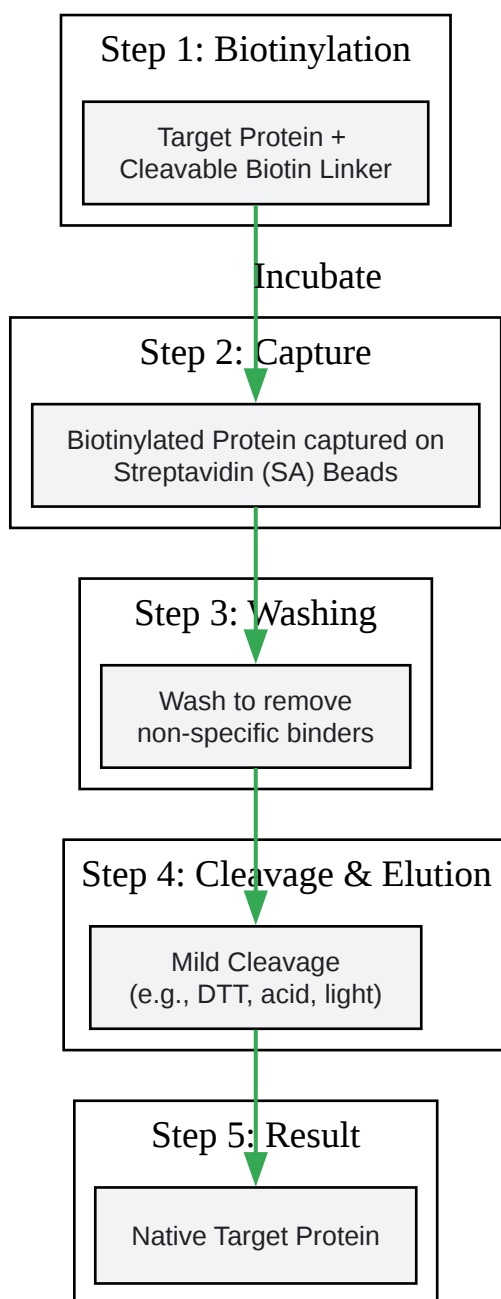 Step 1: Biotinylation
Target Protein +
Cleavable Biotin Linker
Incubate
Step 2: Capture
Biotinylated Protein captured on
Streptavidin (SA) Beads
Step 3: Washing
Wash to remove
non-specific binders
Step 4: Cleavage & Elution
Mild Cleavage
(e.g., DTT, acid, light)
Step 5: Result
Native Target Protein